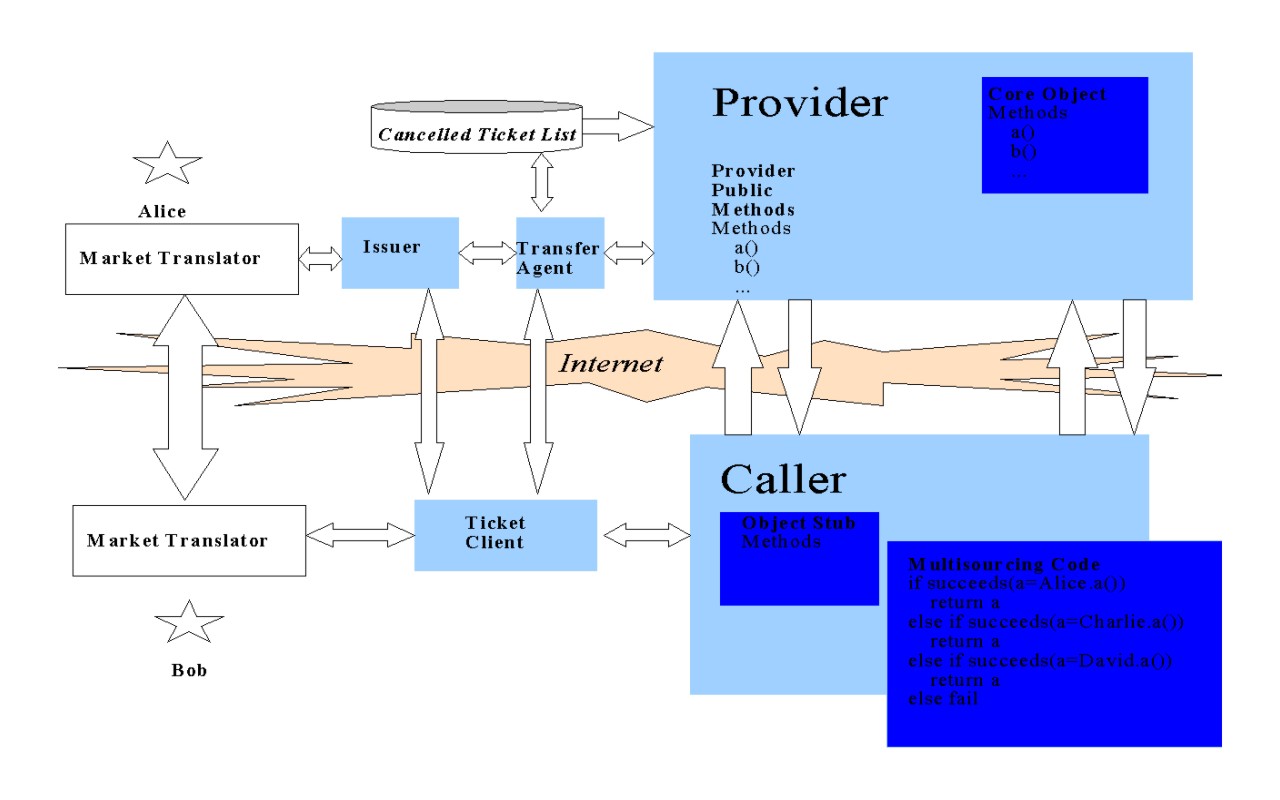 Provider
Core Object
Methods
a()
b()
...
Cancelled Ticket List
Provider
Public
Methods
Methods
a()
b()
...
Alice
Market Translator
Issuer
Transfer
Agent
Internet
Caller
Market Translator
Ticket
Client
Object Stub
Methods
Multisourcing Code
if succeeds(a=Alice.a())
return a
else if succeeds(a=Charlie.a())
return a
else if succeeds(a=David.a())
return a
else fail
Bob